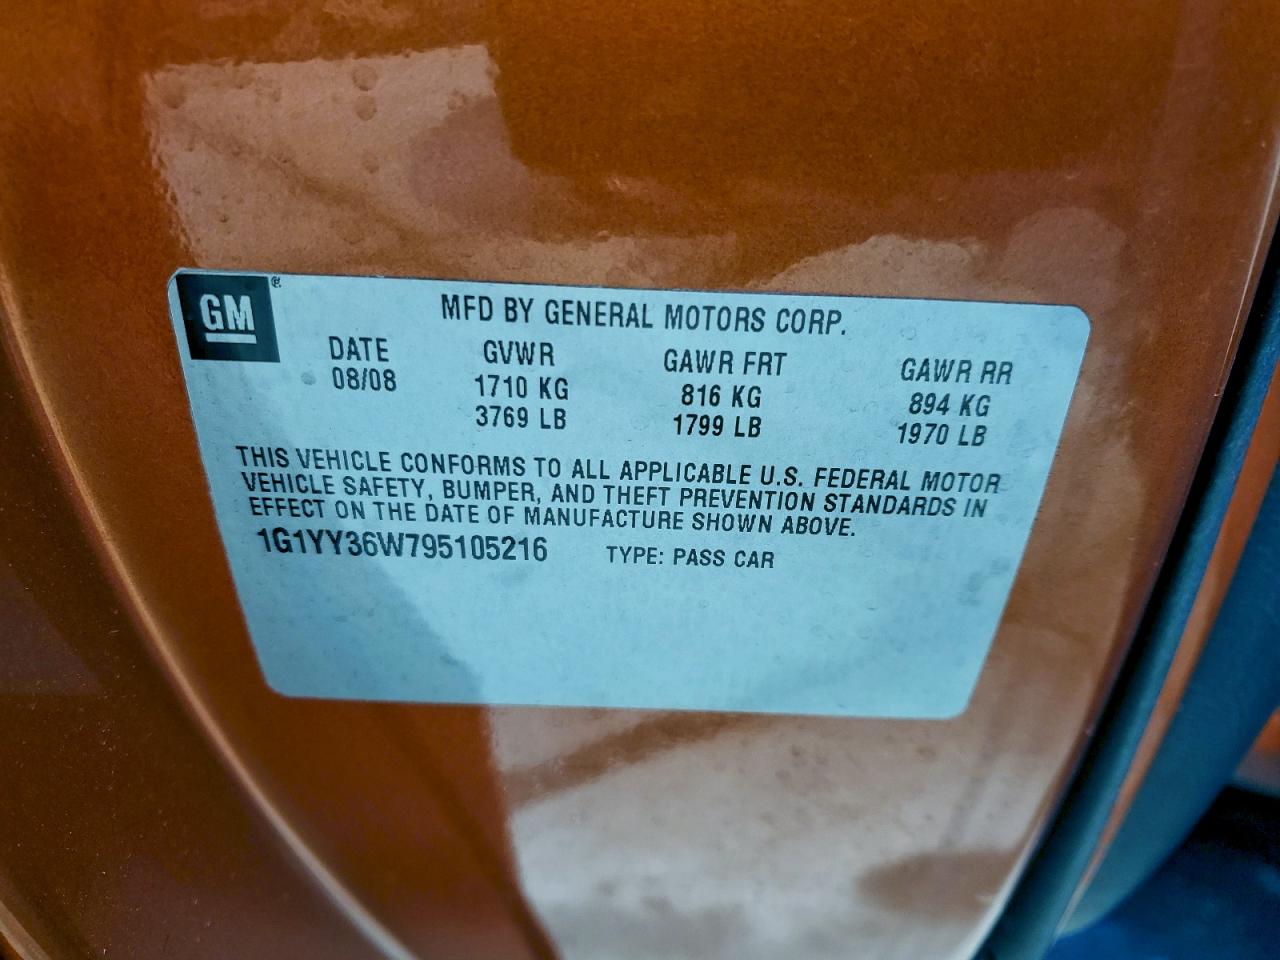 GM®
MFD BY GENERAL MOTORS CORP.
DATE GVWR GAWR FRT GAWR RR
08/08 1710 KG 816 KG 894 KG
3769 LB 1799 LB 1970 LB
THIS VEHICLE CONFORMS TO ALL APPLICABLE U.S. FEDERAL MOTOR
VEHICLE SAFETY, BUMPER, AND THEFT PREVENTION STANDARDS IN
EFFECT ON THE DATE OF MANUFACTURE SHOWN ABOVE.
1G1YY36W795105216 TYPE: PASS CAR